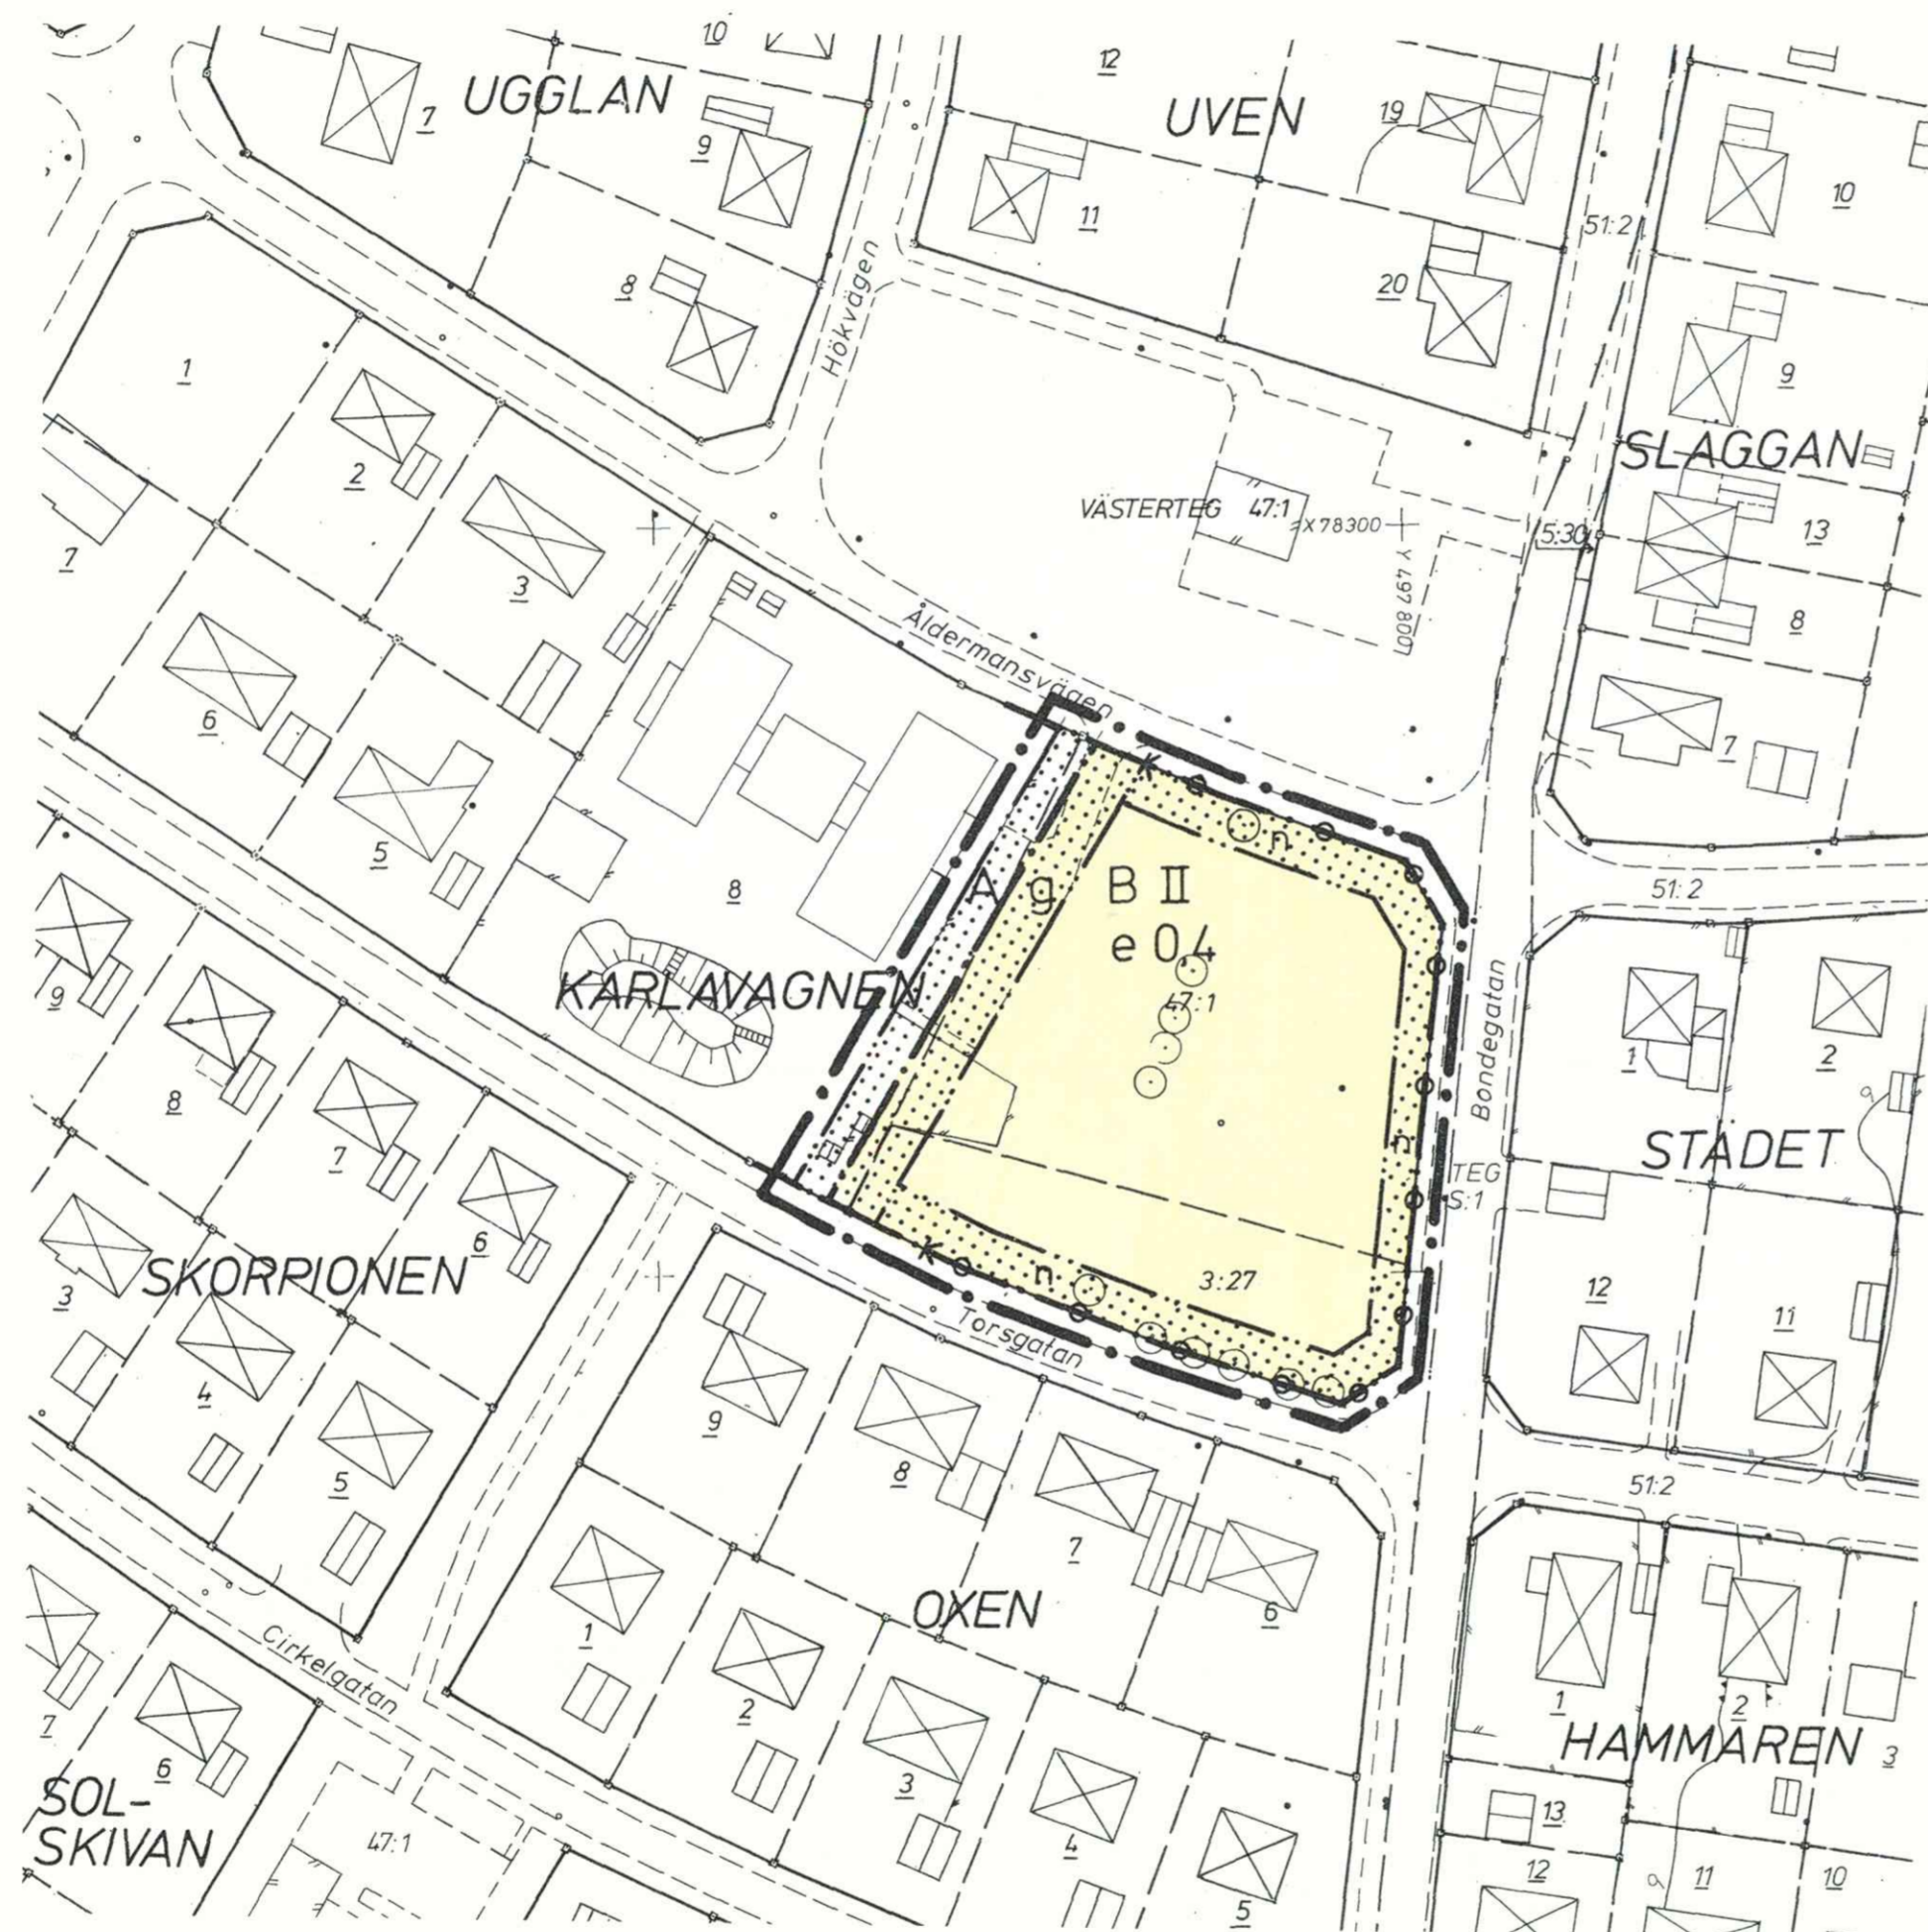 10
12
UGGLAN
UVEN
7
9
19
11
10
51:2
8
20
Hökvägen
1
9
2
SLAGGAN
VÄSTERTEG 47:1
X78300
Y 497 800
5:30
13
7
3
8
Åldermansvägen
6
7
5
8
A g B II
n
e 0,4
51:2
KARLAVAGNEN
47:1
Bondegatan
9
1
2
8
7
n
STÄDET
TEG
S:1
SKORPIONEN
6
3
n
3:27
12
11
Torsgatan
4
9
8
5
51:2
7
1
OXEN
6
Cirkelgatan
2
1
2
7
6
3
HAMMAREN
3
SOL-
SKIVAN
47:1
4
13
5
12
11
10